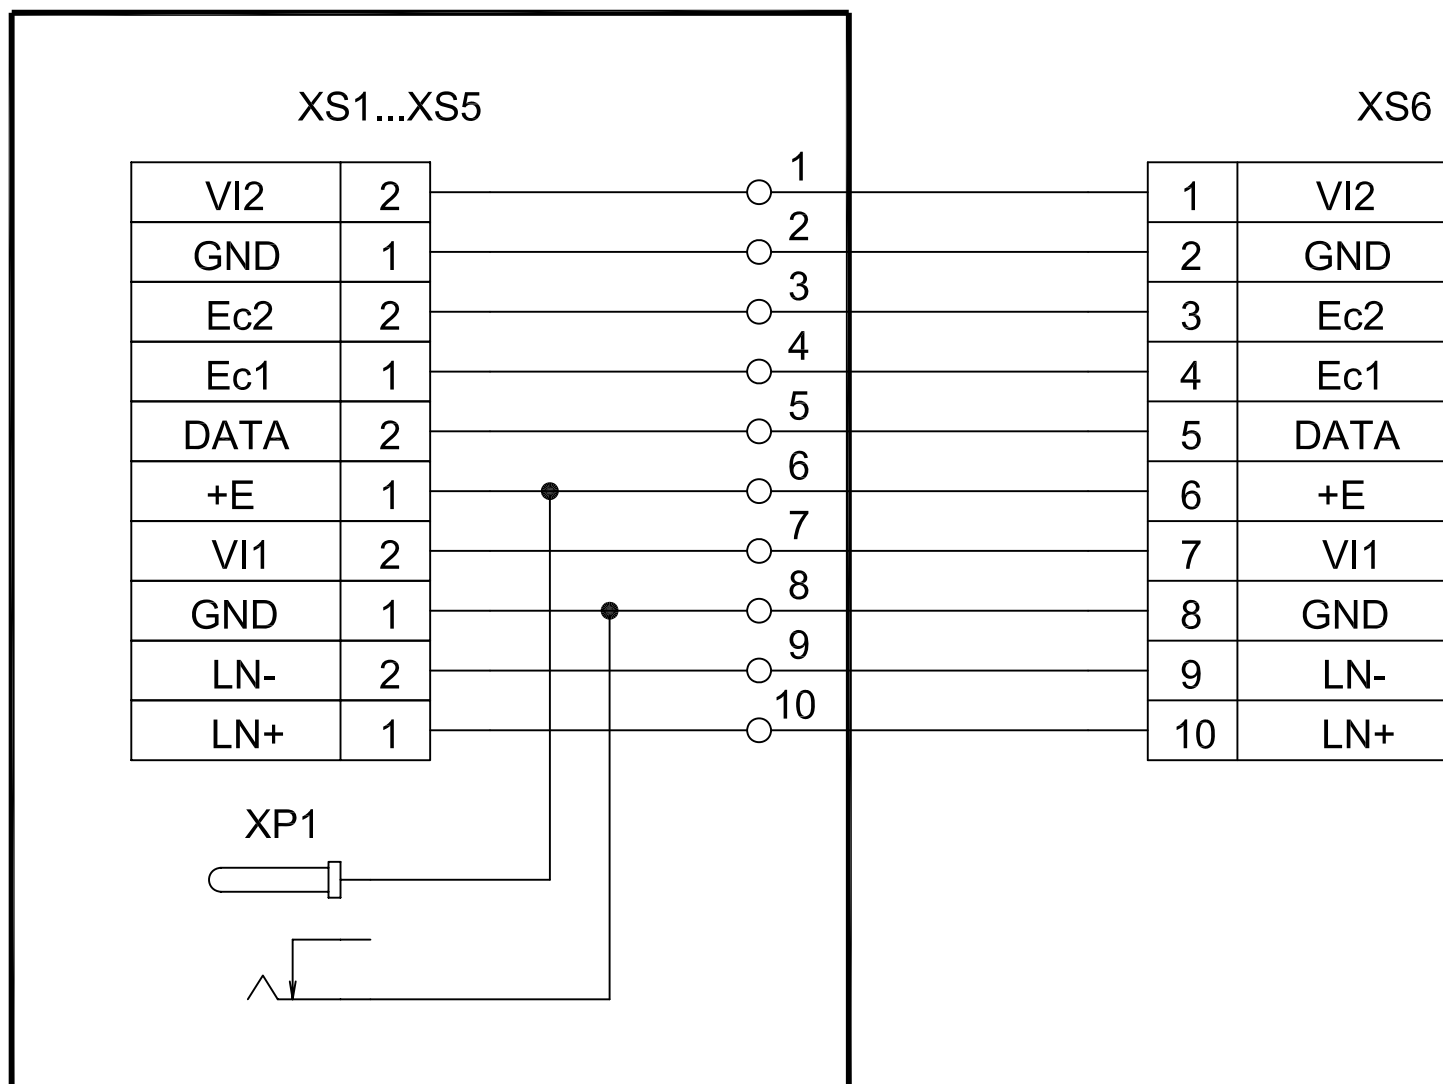 XS1...XS5 XS6
VI2 2 1 1 VI2
GND 1 2 2 GND
Ec2 2 3 3 Ec2
Ec1 1 4 4 Ec1
DATA 2 5 5 DATA
+E 1 6 6 +E
VI1 2 7 7 VI1
GND 1 8 8 GND
LN- 2 9 9 LN-
LN+ 1 10 10 LN+
XP1